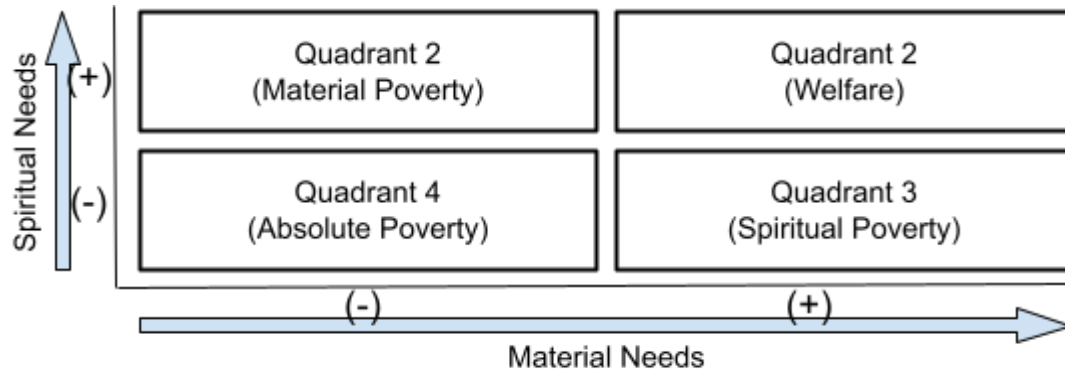 Spiritual Needs
(+)
Quadrant 2
(Material Poverty)
Quadrant 2
(Welfare)
(-)
Quadrant 4
(Absolute Poverty)
Quadrant 3
(Spiritual Poverty)
(-)
(+)
Material Needs